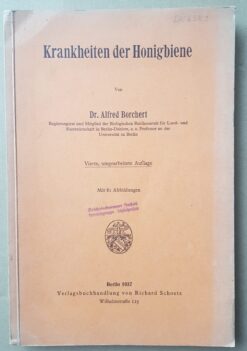 Krankheiten der Honigbiene
Von
Dr. Alfred Borchert
Regierungsrat und Mitglied der Biologischen Reichsanstalt für Land- und
Forstwirtschaft in Berlin-Dahlem, a. o. Professor an der
Universität in Berlin
Vierte, umgearbeitete Auflage
Mit 81 Abbildungen
Berlin 1937
Verlagsbuchhandlung von Richard Schoetz
Wilhelmstraße